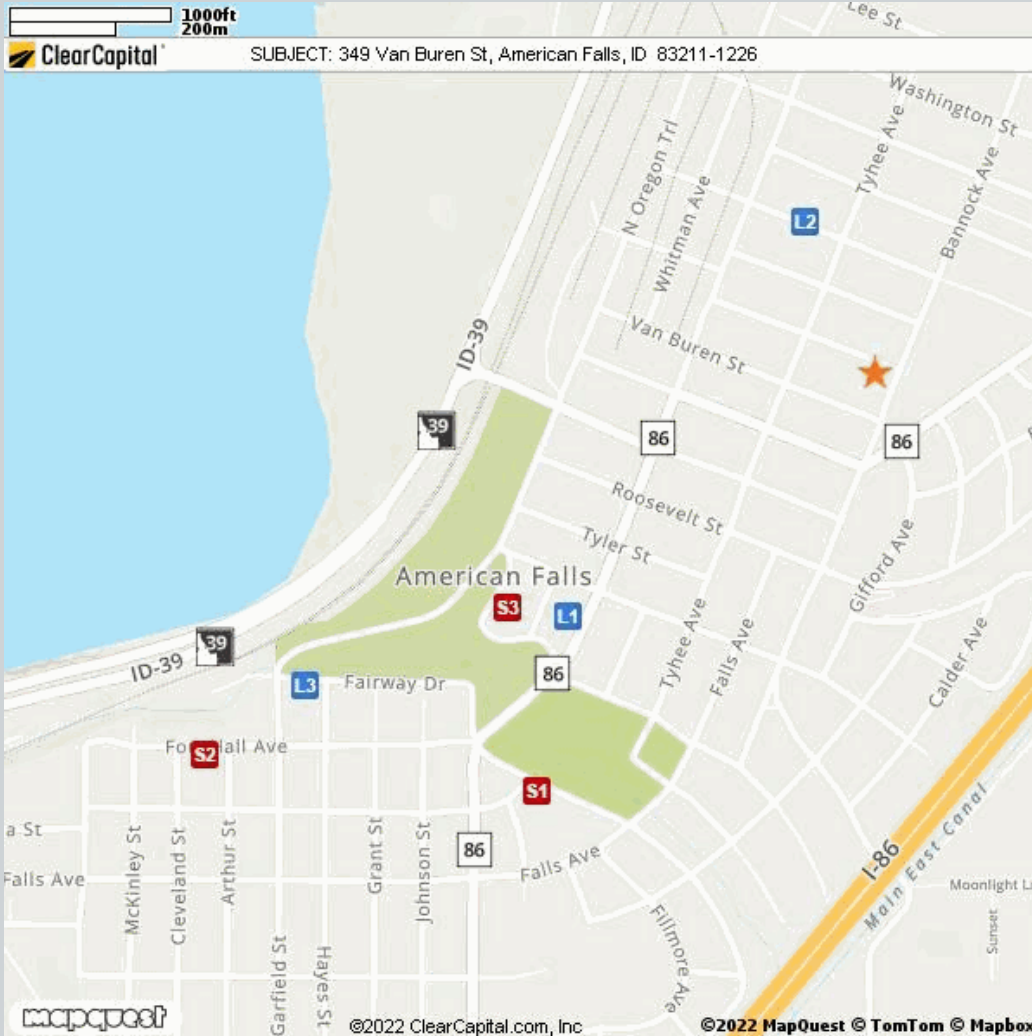 1000ft
200m
ClearCapital
SUBJECT: 349 Van Buren St, American Falls, ID 83211-1226
Lee St
Washington St
Tyhee Ave
Bannock Ave
N Oregon Trl
Whitman Ave
L2
Van Buren St
ID-39
39
86
86
Roosevelt St
Tyler St
American Falls
Gifford Ave
S3
L1
39
ID-39
86
Tyhee Ave
Falls Ave
Calder Ave
L3
Fairway Dr
S2
S1
a St
McKinley St
Cleveland St
Arthur St
Grant St
Johnson St
86
Falls Ave
Falls Ave
I-86
Main East Canal
Moonlight
Sunset
Fillmore Ave
Garfield St
Hayes St
mapquest
©2022 ClearCapital.com, Inc
©2022 MapQuest © TomTom © Mapbox